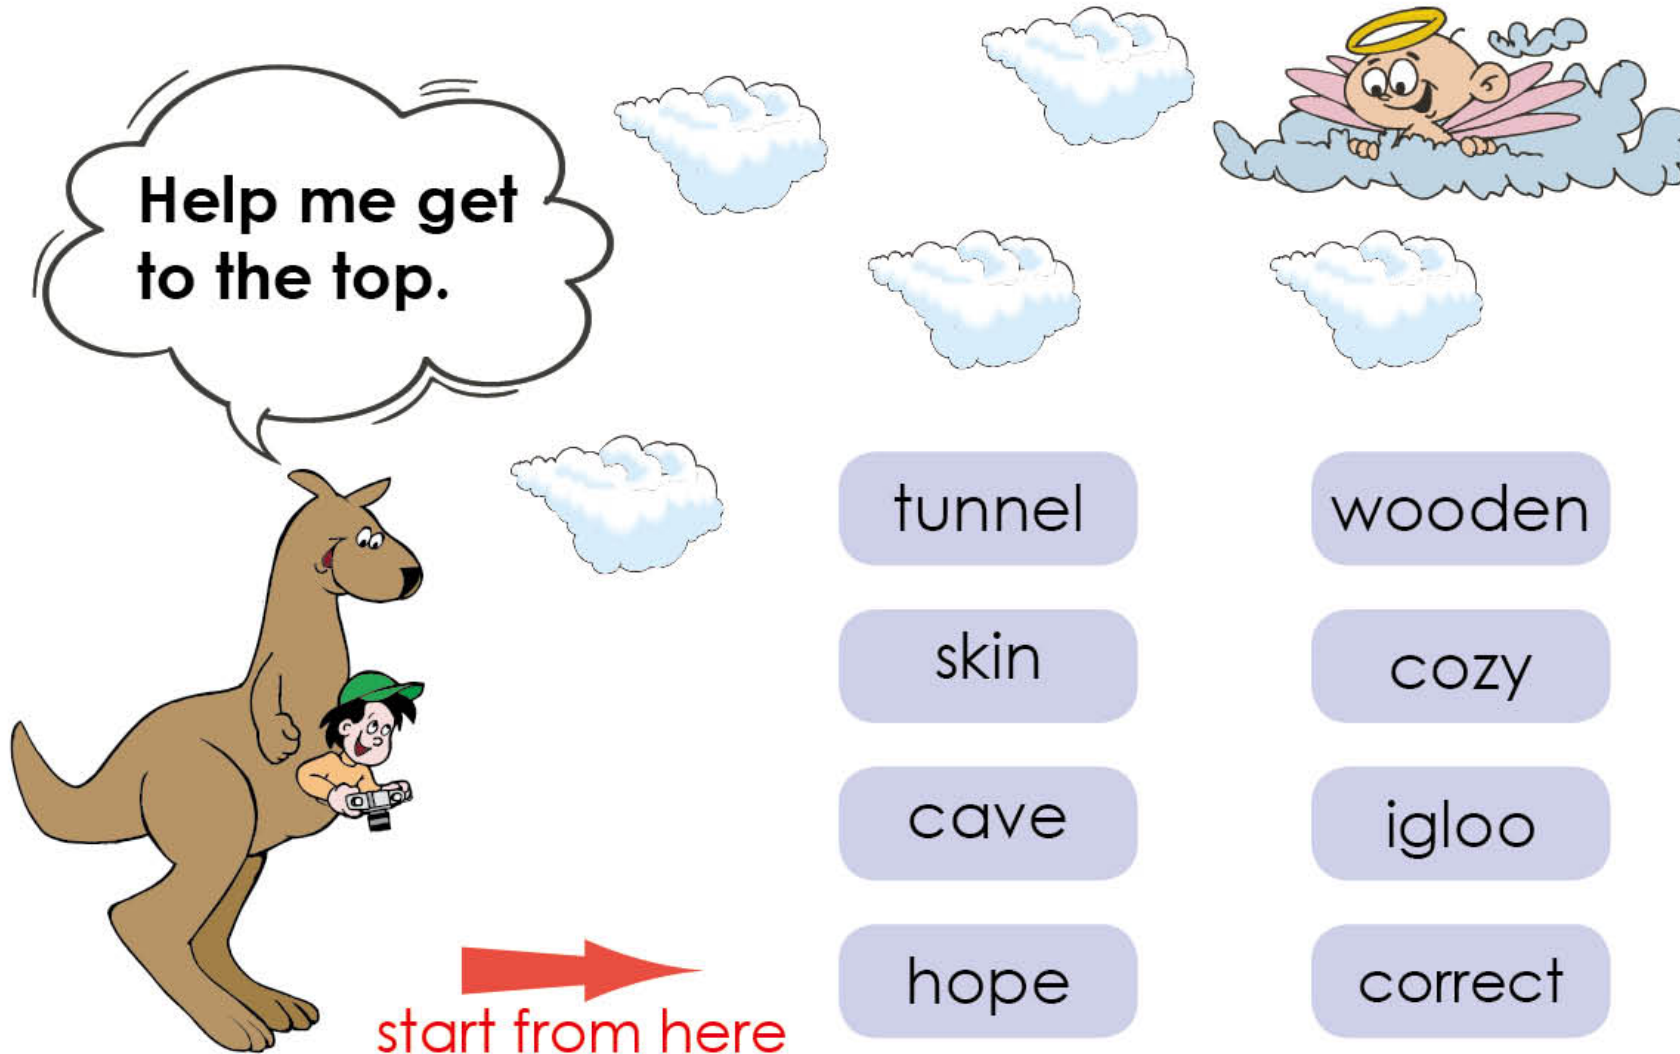 Help me get
to the top.
tunnel
wooden
skin
cozy
cave
igloo
hope
correct
start from here